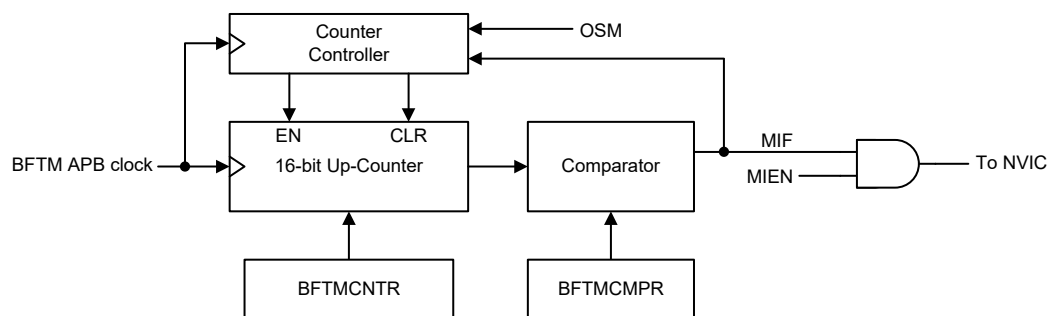 Counter
Controller
OSM
EN
CLR
BFTM APB clock
16-bit Up-Counter
Comparator
MIF
MIEN
To NVIC
BFTMCNTR
BFTMCMPR